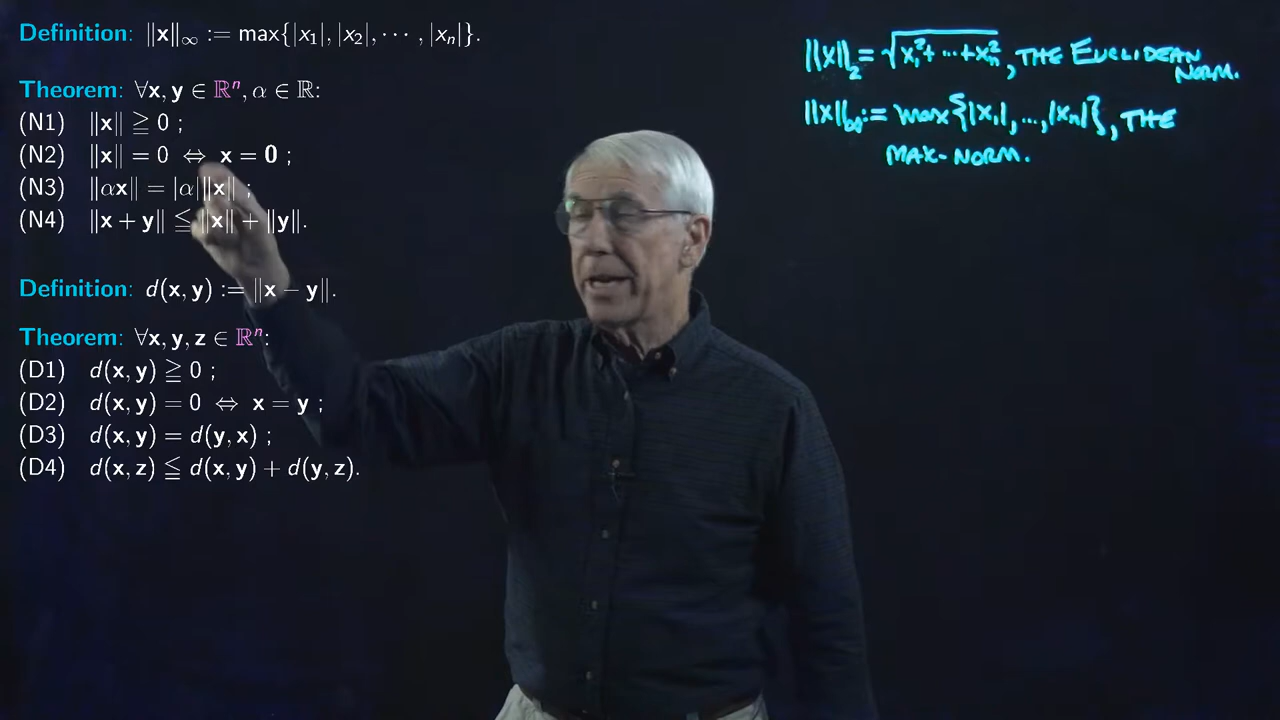 Definition: ‖x‖∞ := max{|x₁|, |x₂|, ⋯ , |xₙ|}.
Theorem: ∀x, y ∈ ℝⁿ, α ∈ ℝ:
(N1) ‖x‖ ≧ 0 ;
(N2) ‖x‖ = 0 ⇔ x = 0 ;
(N3) ‖αx‖ = |α|‖x‖ ;
(N4) ‖x + y‖ ≦ ‖x‖ + ‖y‖.
Definition: d(x, y) := ‖x − y‖.
Theorem: ∀x, y, z ∈ ℝⁿ:
(D1) d(x, y) ≧ 0 ;
(D2) d(x, y) = 0 ⇔ x = y ;
(D3) d(x, y) = d(y, x) ;
(D4) d(x, z) ≦ d(x, y) + d(y, z).
‖x‖₂ = √(x₁² + ⋯ + xₙ²), THE EUCLIDEAN
NORM.
‖x‖∞ := max{|x₁|, ..., |xₙ|}, THE
MAX-NORM.